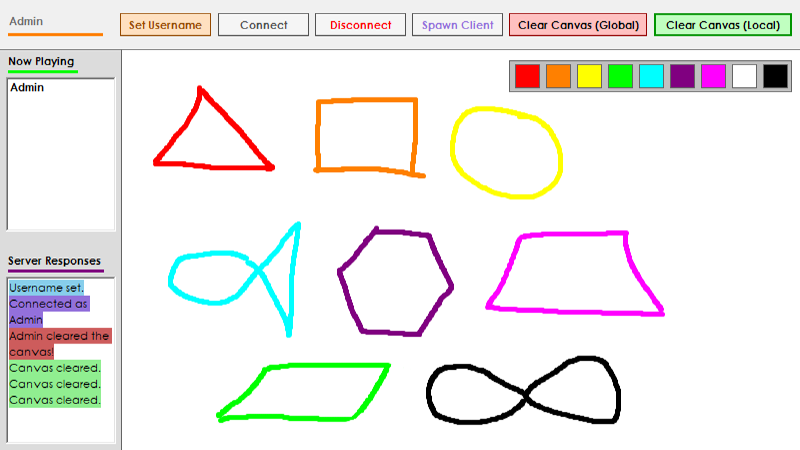 Admin
Set Username
Connect
Disconnect
Spawn Client
Clear Canvas (Global)
Clear Canvas (Local)
Now Playing
Admin
Server Responses
Username set.
Connected as
Admin
Admin cleared the
canvas!
Canvas cleared.
Canvas cleared.
Canvas cleared.